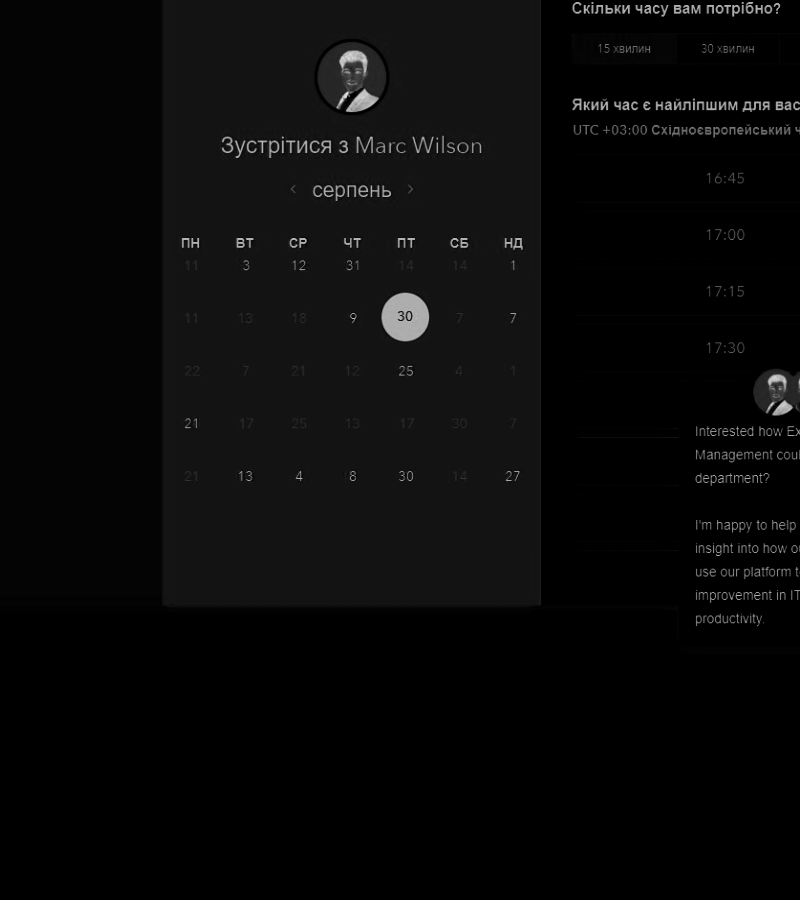 Зустрітися з Marc Wilson
‹ серпень ›
ПН ВТ СР ЧТ ПТ СБ НД
11 3 12 31 14 14 1
11 13 18 9 30 7 7
22 7 21 12 25 4 1
21 17 25 13 17 30 7
21 13 4 8 30 14 27
Скільки часу вам потрібно?
15 хвилин 30 хвилин
Який час є найліпшим для вас
UTC +03:00 Східноєвропейський ч
16:45
17:00
17:15
17:30
Interested how Ex
Management coul
department?
I'm happy to help
insight into how ou
use our platform t
improvement in IT
productivity.